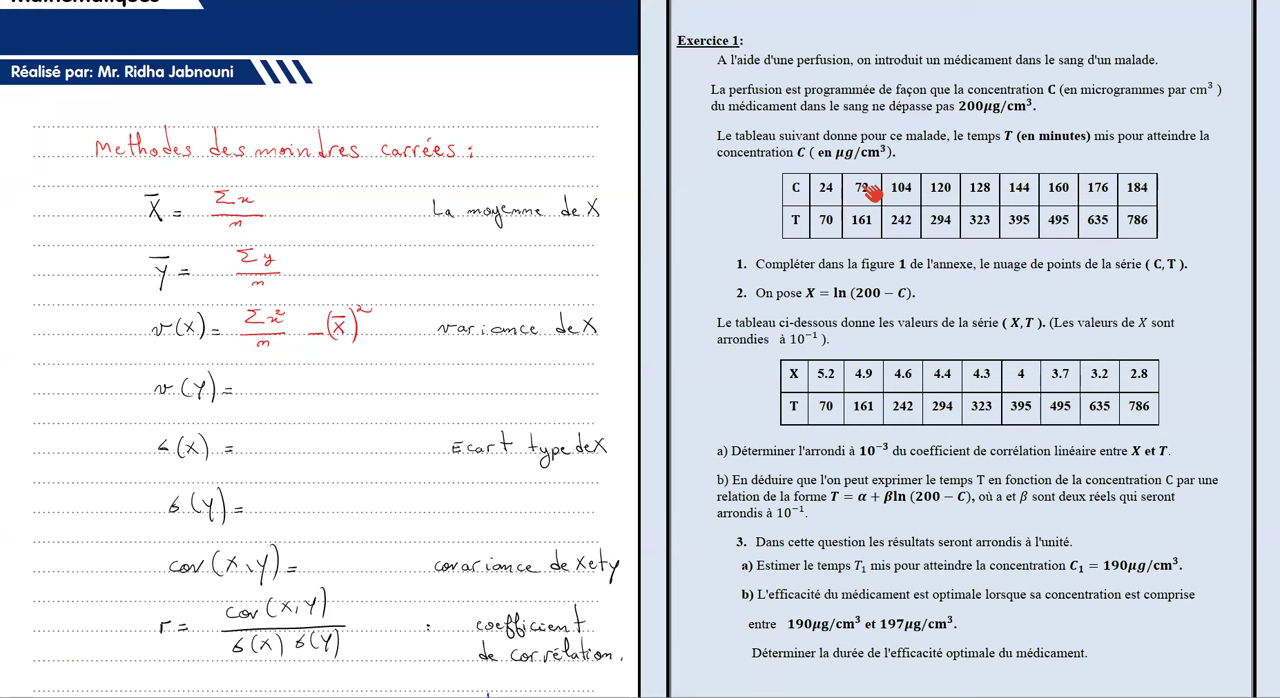 Mathématiques
Réalisé par: Mr. Ridha Jabnouni
Methodes des moindres carrées :
X̄ = Σx / n La moyenne de X
Ȳ = Σy / n
v(X) = Σx² / n - (X̄)² variance de X
v(Y) =
б(X) = Ecart type de X
б(Y) =
cov(X,Y) = covariance de X et y
r = cov(X,Y) / б(X) б(Y) : coefficient
de corrélation.
Exercice 1:
A l'aide d'une perfusion, on introduit un médicament dans le sang d'un malade.
La perfusion est programmée de façon que la concentration C (en microgrammes par cm³ )
du médicament dans le sang ne dépasse pas 200μg/cm³.
Le tableau suivant donne pour ce malade, le temps T (en minutes) mis pour atteindre la
concentration C ( en μg/cm³).
C 24 72 104 120 128 144 160 176 184
T 70 161 242 294 323 395 495 635 786
1. Compléter dans la figure 1 de l'annexe, le nuage de points de la série ( C, T ).
2. On pose X = ln (200 − C).
Le tableau ci-dessous donne les valeurs de la série ( X, T ). (Les valeurs de X sont
arrondies à 10⁻¹ ).
X 5.2 4.9 4.6 4.4 4.3 4 3.7 3.2 2.8
T 70 161 242 294 323 395 495 635 786
a) Déterminer l'arrondi à 10⁻³ du coefficient de corrélation linéaire entre X et T.
b) En déduire que l'on peut exprimer le temps T en fonction de la concentration C par une
relation de la forme T = α + βln (200 − C), où a et β sont deux réels qui seront
arrondis à 10⁻¹.
3. Dans cette question les résultats seront arrondis à l'unité.
a) Estimer le temps T₁ mis pour atteindre la concentration C₁ = 190μg/cm³.
b) L'efficacité du médicament est optimale lorsque sa concentration est comprise
entre 190μg/cm³ et 197μg/cm³.
Déterminer la durée de l'efficacité optimale du médicament.